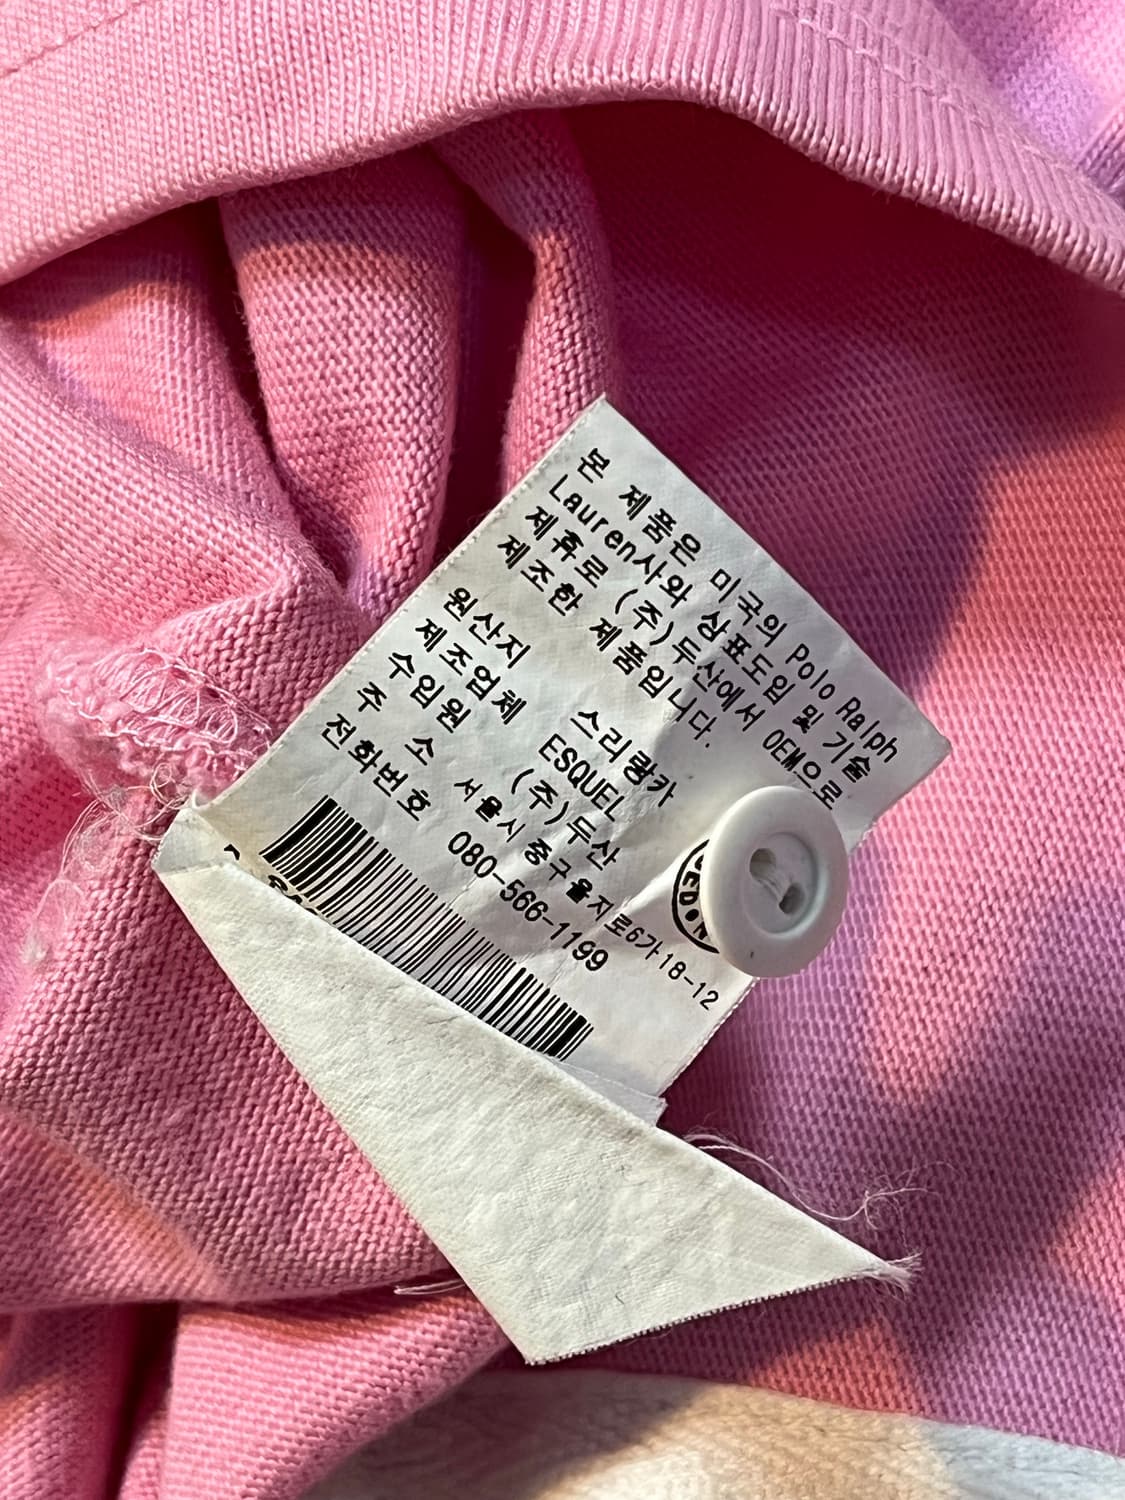 본 제품은 미국의 Polo Ralph
Lauren사와 상표도입 및 기술
제휴로 (주)두산에서 OEM으로
제조한 제품입니다.
원산지 스리랑카
제조업체 ESQUEL
수입원 (주)두산
주 소 서울시 중구을지로6가18-12
전화번호 080-566-1199